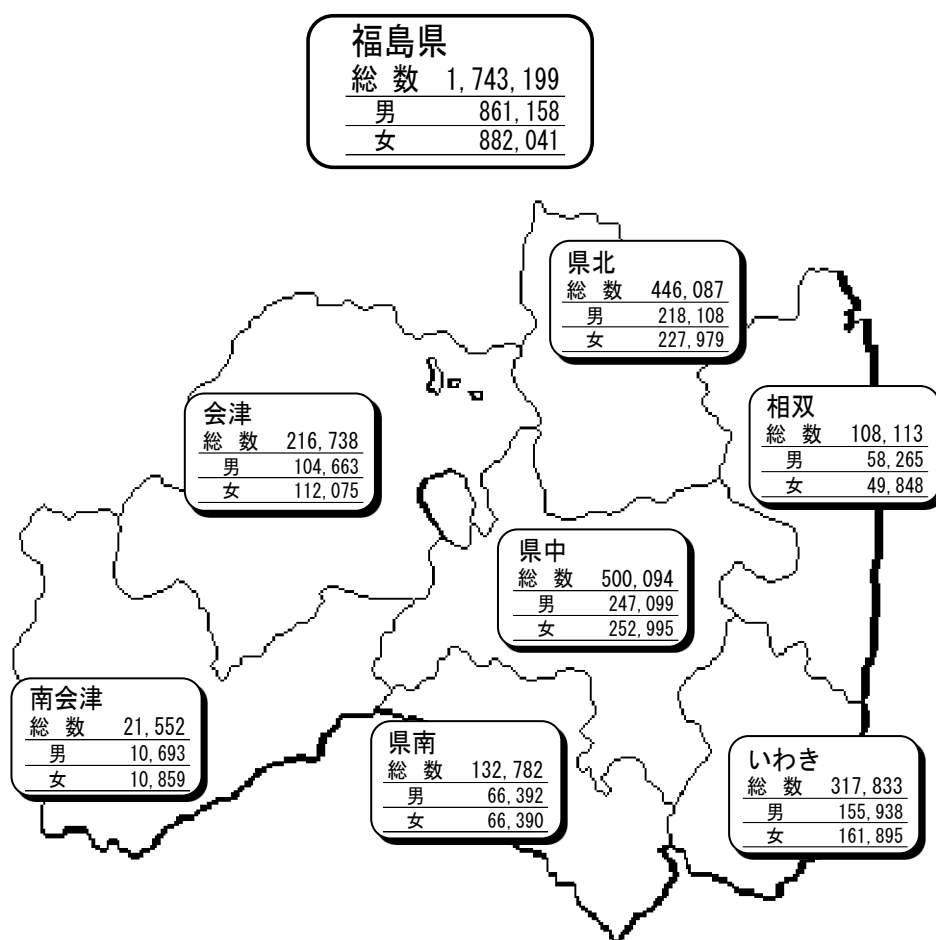 福島県
総 数 1,743,199
男 861,158
女 882,041
県北
総 数 446,087
男 218,108
女 227,979
会津
総 数 216,738
男 104,663
女 112,075
相双
総 数 108,113
男 58,265
女 49,848
県中
総 数 500,094
男 247,099
女 252,995
南会津
総 数 21,552
男 10,693
女 10,859
県南
総 数 132,782
男 66,392
女 66,390
いわき
総 数 317,833
男 155,938
女 161,895